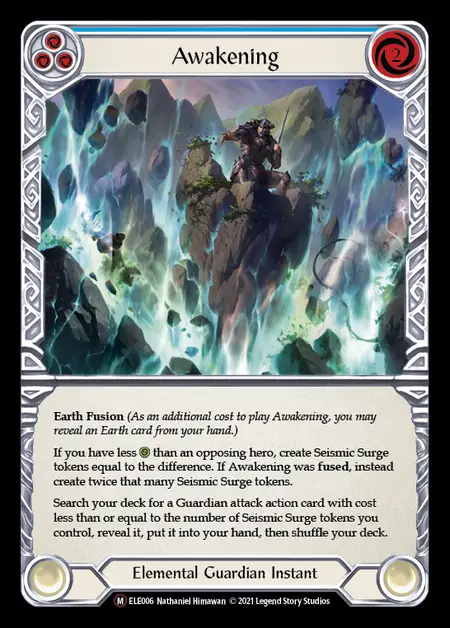 Awakening
2
Earth Fusion (As an additional cost to play Awakening, you may
reveal an Earth card from your hand.)
If you have less than an opposing hero, create Seismic Surge
tokens equal to the difference. If Awakening was fused, instead
create twice that many Seismic Surge tokens.
Search your deck for a Guardian attack action card with cost
less than or equal to the number of Seismic Surge tokens you
control, reveal it, put it into your hand, then shuffle your deck.
Elemental Guardian Instant
M ELE006 Nathaniel Himawan © 2021 Legend Story Studios